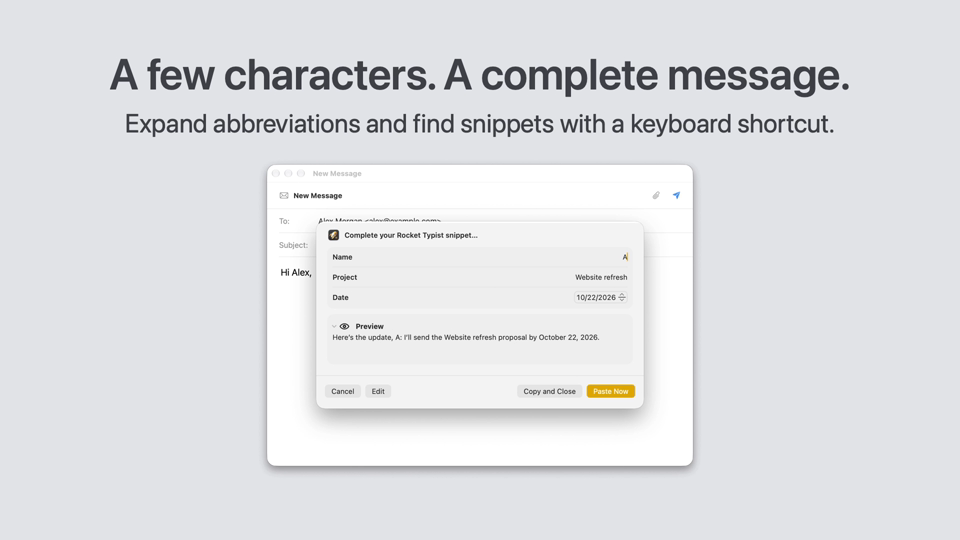 A few characters. A complete message.
Expand abbreviations and find snippets with a keyboard shortcut.
New Message
New Message
To: Alex Morgan <alex@example.com>
Subject:
Hi Alex,
Complete your Rocket Typist snippet...
Name A
Project Website refresh
Date 10/22/2026
Preview
Here's the update, A: I'll send the Website refresh proposal by October 22, 2026.
Cancel Edit Copy and Close Paste Now